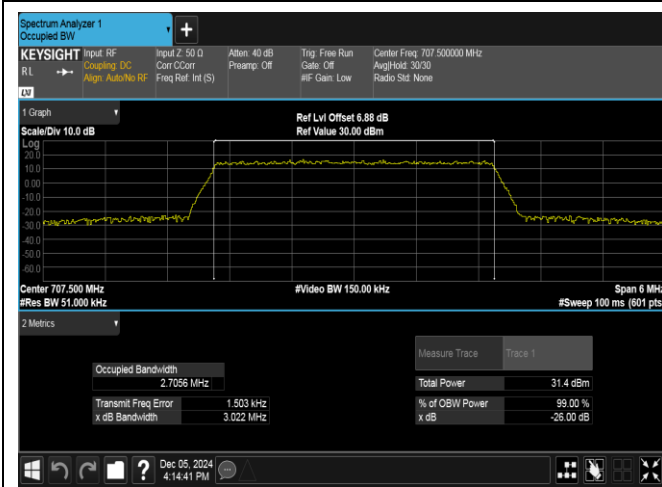 Spectrum Analyzer 1
Occupied BW
+
KEYSIGHT
RL
LXI
Input: RF
Coupling: DC
Align: Auto/No RF
Input Z: 50 Ω
Corr CCorr
Freq Ref: Int (S)
Atten: 40 dB
Preamp: Off
Trig: Free Run
Gate: Off
#IF Gain: Low
Center Freq: 707.500000 MHz
Avg|Hold: 30/30
Radio Std: None
1 Graph
Scale/Div 10.0 dB
Ref Lvl Offset 6.88 dB
Ref Value 30.00 dBm
Log
20.0
10.0
0.00
-10.0
-20.0
-30.0
-40.0
-50.0
-60.0
Center 707.500 MHz
#Video BW 150.00 kHz
Span 6 MHz
#Res BW 51.000 kHz
#Sweep 100 ms (601 pts
2 Metrics
Measure Trace
Trace 1
Occupied Bandwidth
2.7056 MHz
Total Power
31.4 dBm
Transmit Freq Error
1.503 kHz
% of OBW Power
99.00 %
x dB Bandwidth
3.022 MHz
x dB
-26.00 dB
?
Dec 05, 2024
4:14:41 PM